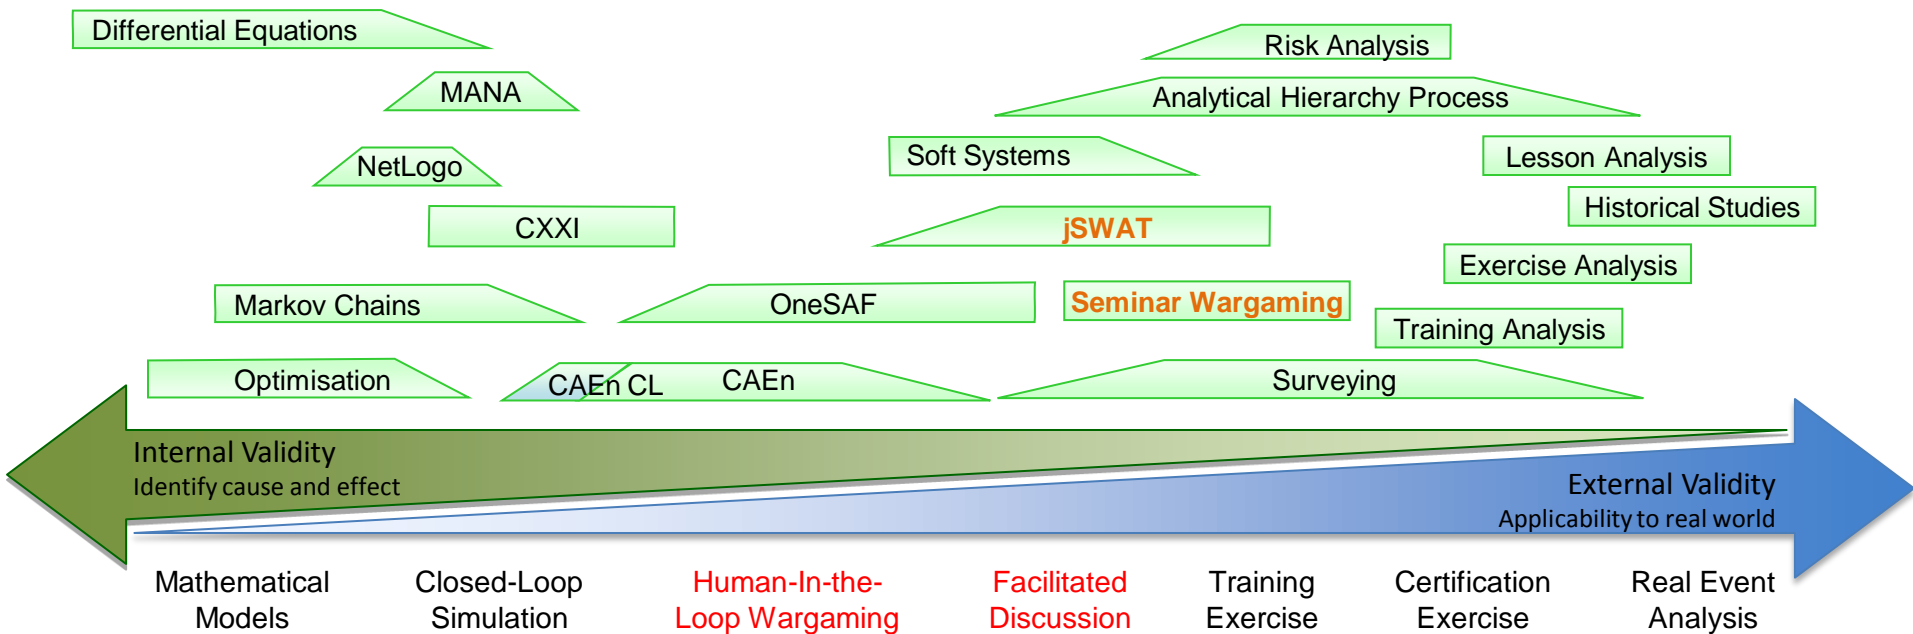 Differential Equations
Risk Analysis
MANA
Analytical Hierarchy Process
NetLogo
Soft Systems
Lesson Analysis
CXXI
jSWAT
Historical Studies
Exercise Analysis
Markov Chains
OneSAF
Seminar Wargaming
Training Analysis
Optimisation
CAEn CL
CAEn
Surveying
Internal Validity
Identify cause and effect
External Validity
Applicability to real world
Mathematical
Models
Closed-Loop
Simulation
Human-In-the-
Loop Wargaming
Facilitated
Discussion
Training
Exercise
Certification
Exercise
Real Event
Analysis